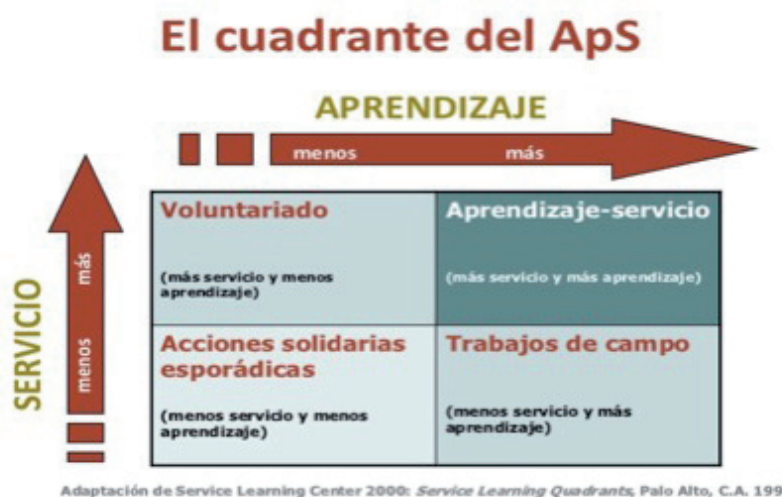 El cuadrante del ApS
APRENDIZAJE
menos más
SERVICIO
menos más
Voluntariado
(más servicio y menos
aprendizaje)
Aprendizaje-servicio
(más servicio y más aprendizaje)
Acciones solidarias
esporádicas
(menos servicio y menos
aprendizaje)
Trabajos de campo
(menos servicio y más
aprendizaje)
Adaptación de Service Learning Center 2000: Service Learning Quadrants, Palo Alto, C.A. 199